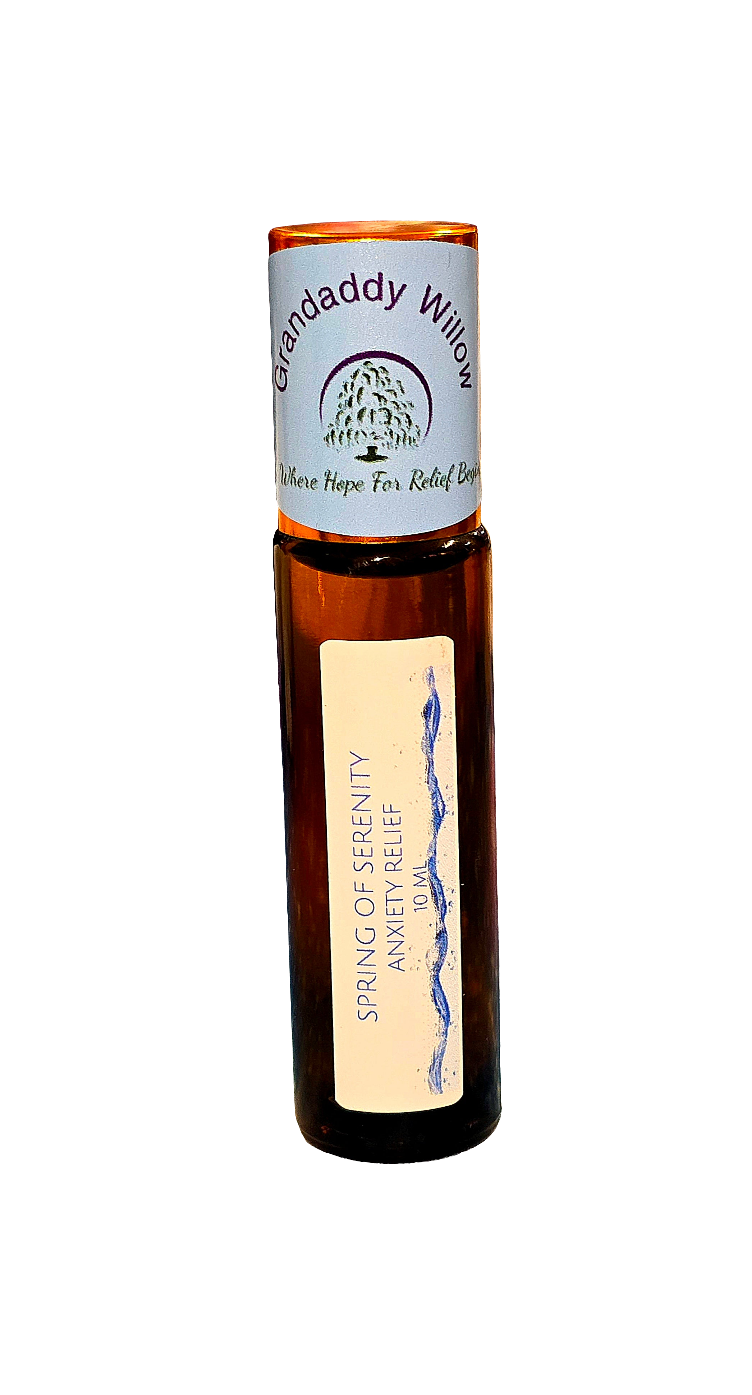 Grandaddy Willow
Where Hope For Relief
SPRING OF SERENITY
ANXIETY RELIEF
10 ML